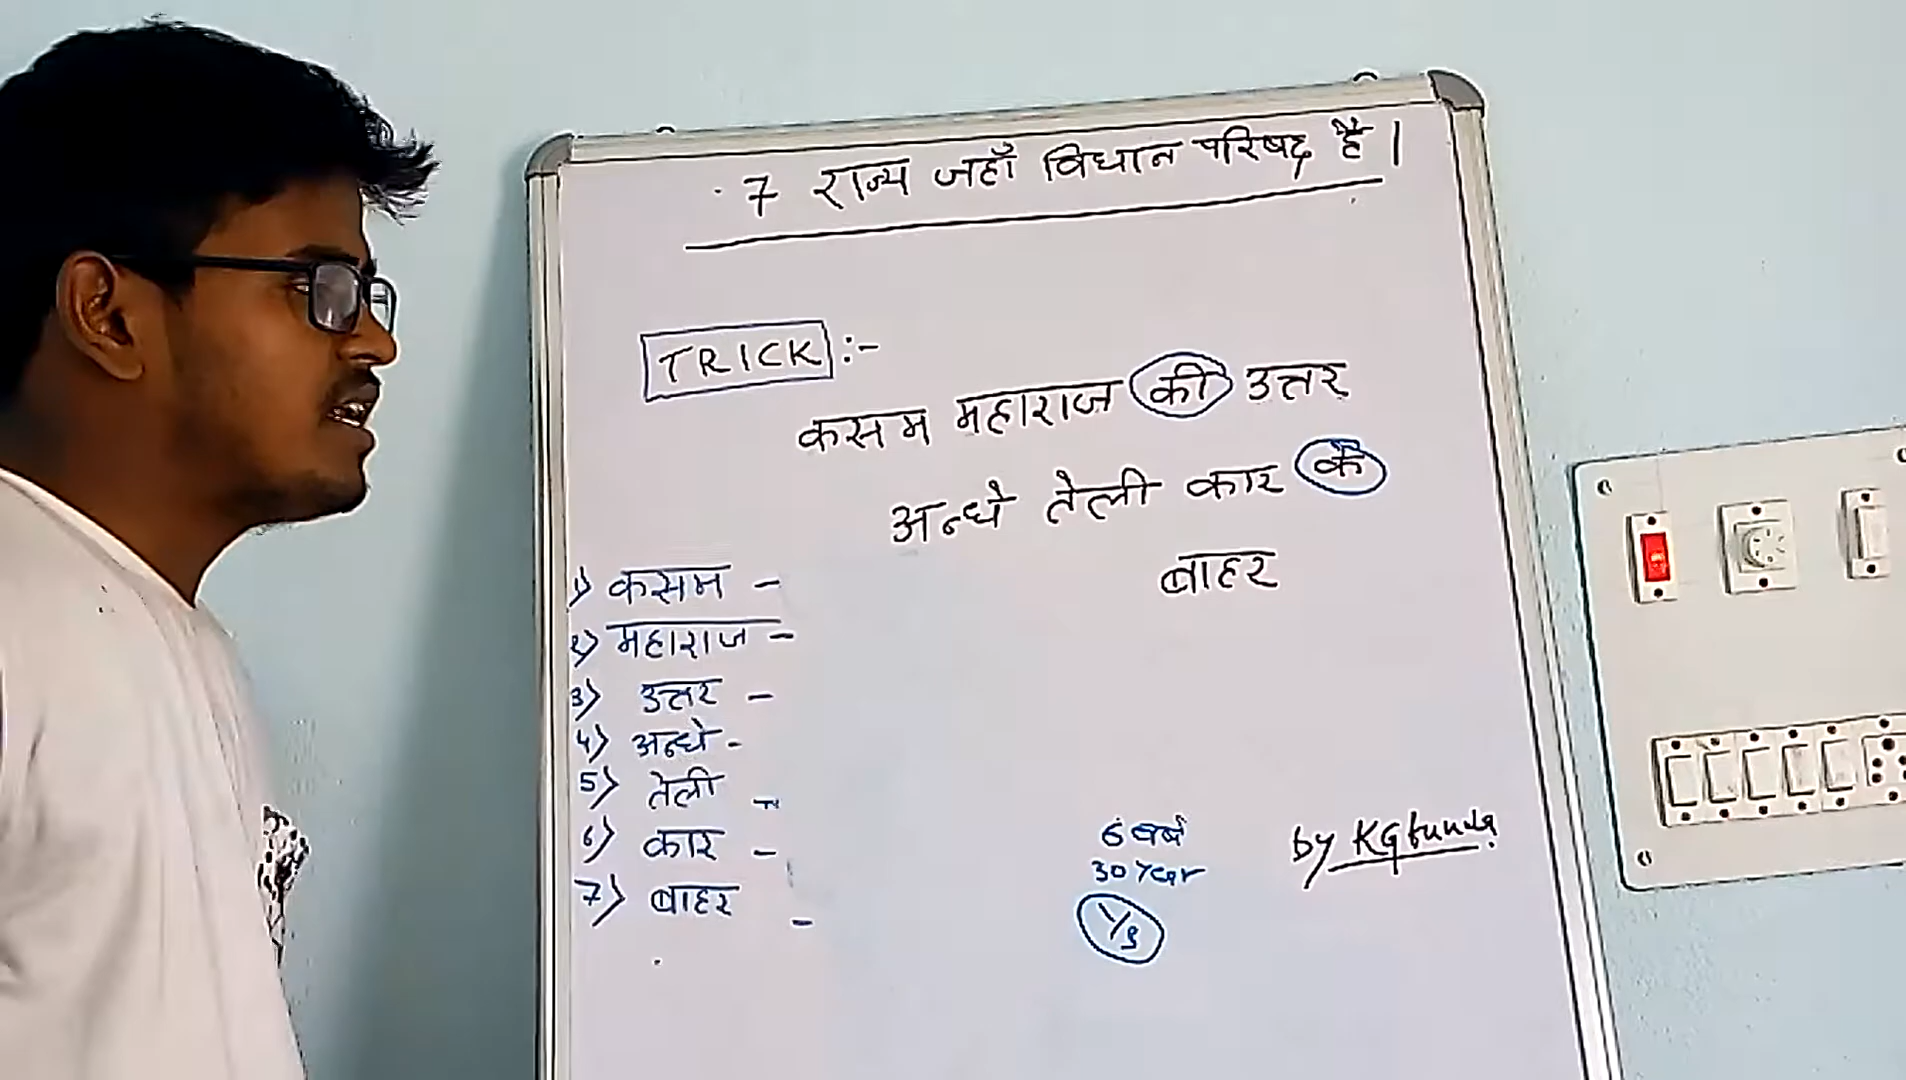 7 राज्य जहाँ विधान परिषद है ।
TRICK :-
कसम महाराज की उत्तर
अन्धे तेली कार के
बाहर
1) कसम -
2) महाराज -
3) उत्तर -
4) अन्धे -
5) तेली -
6) कार -
7) बाहर -
6 वर्ष
30 year
1/3
by KGfunda